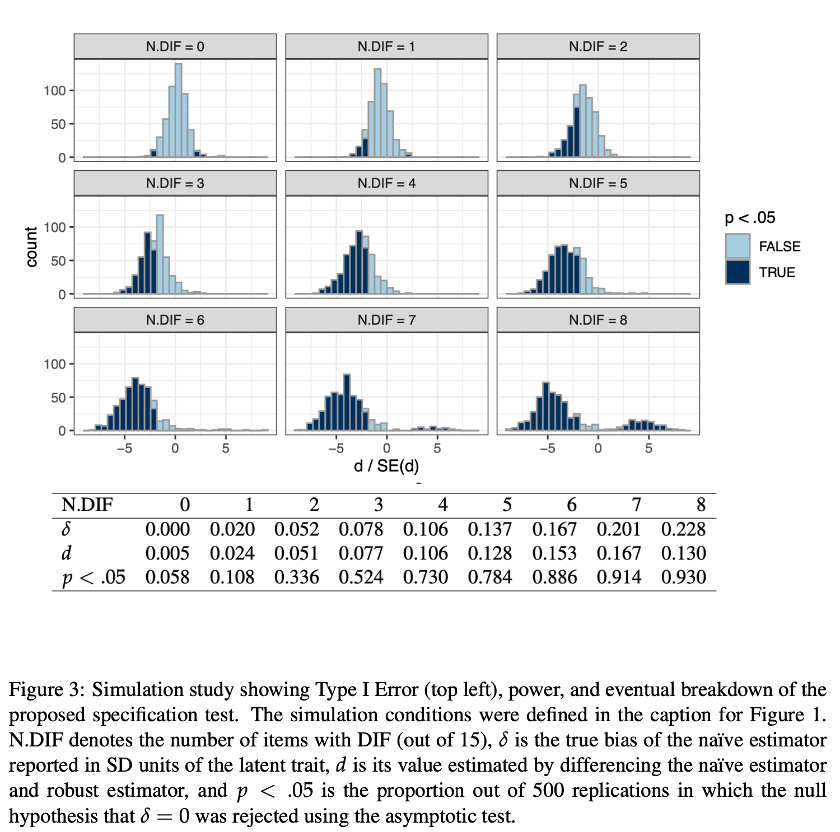 N.DIF = 0 N.DIF = 1 N.DIF = 2
100
50
0
N.DIF = 3 N.DIF = 4 N.DIF = 5
100
50
0
count
p < .05
FALSE
TRUE
N.DIF = 6 N.DIF = 7 N.DIF = 8
100
50
0
−5 0 5 −5 0 5 −5 0 5
d / SE(d)
N.DIF 0 1 2 3 4 5 6 7 8
δ 0.000 0.020 0.052 0.078 0.106 0.137 0.167 0.201 0.228
d 0.005 0.024 0.051 0.077 0.106 0.128 0.153 0.167 0.130
p < .05 0.058 0.108 0.336 0.524 0.730 0.784 0.886 0.914 0.930
Figure 3: Simulation study showing Type I Error (top left), power, and eventual breakdown of the
proposed specification test. The simulation conditions were defined in the caption for Figure 1.
N.DIF denotes the number of items with DIF (out of 15), δ is the true bias of the naïve estimator
reported in SD units of the latent trait, d is its value estimated by differencing the naïve estimator
and robust estimator, and p < .05 is the proportion out of 500 replications in which the null
hypothesis that δ = 0 was rejected using the asymptotic test.